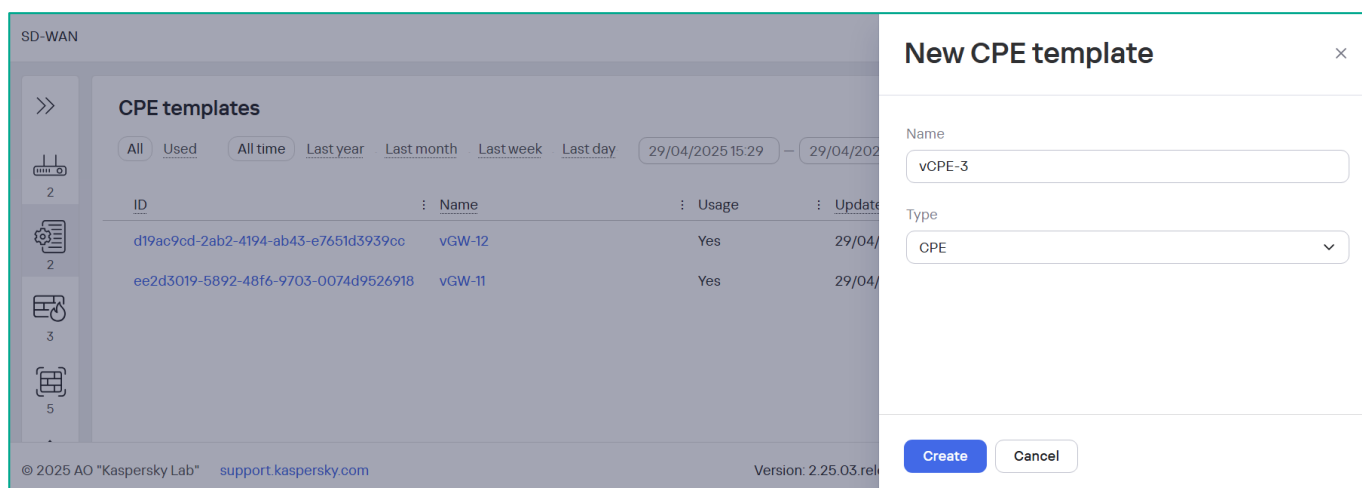 SD-WAN
CPE templates
All Used All time Last year Last month Last week Last day 29/04/2025 15:29 — 29/04/202
ID Name Usage Update
d19ac9cd-2ab2-4194-ab43-e7651d3939cc vGW-12 Yes 29/04/
ee2d3019-5892-48f6-9703-0074d9526918 vGW-11 Yes 29/04/
2
2
3
5
© 2025 AO "Kaspersky Lab" support.kaspersky.com Version: 2.25.03.rele
New CPE template
Name
vCPE-3
Type
CPE
Create Cancel